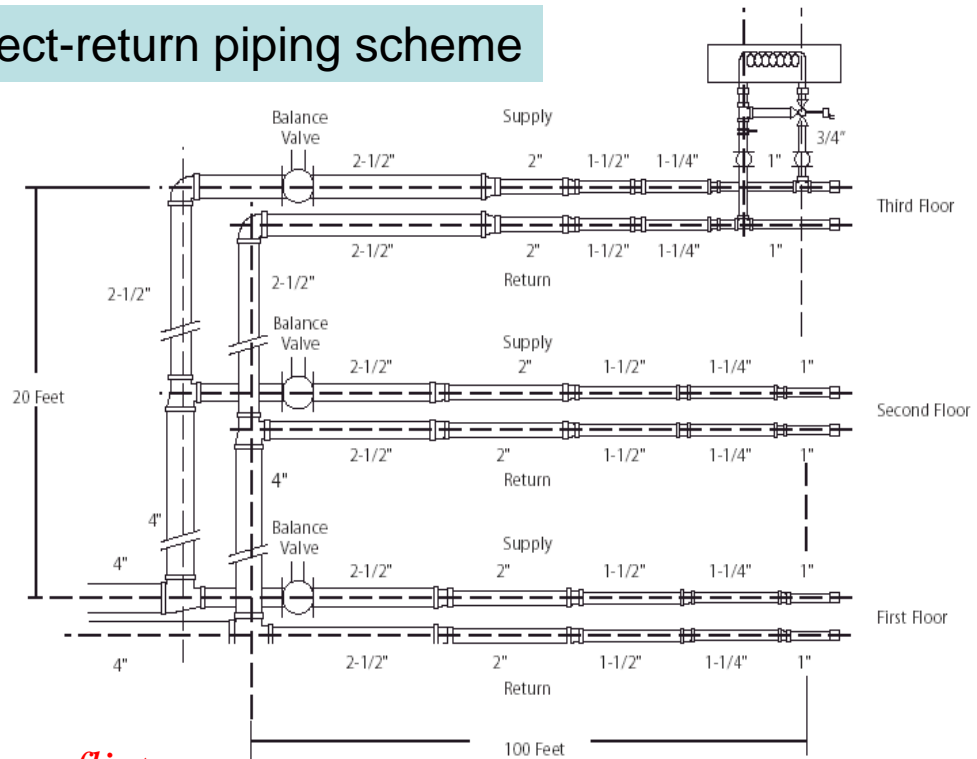 ect-return piping scheme
Balance
Valve
Supply
3/4"
2-1/2" 2" 1-1/2" 1-1/4" 1"
Third Floor
2-1/2" 2" 1-1/2" 1-1/4" 1"
Return
2-1/2" 2-1/2"
Balance
Valve
Supply
2-1/2" 2" 1-1/2" 1-1/4" 1"
20 Feet
Second Floor
2-1/2" 2" 1-1/2" 1-1/4" 1"
Return
4"
4"
Balance
Valve
Supply
4" 2-1/2" 2" 1-1/2" 1-1/4" 1"
First Floor
4" 2-1/2" 2" 1-1/2" 1-1/4" 1"
Return
100 Feet